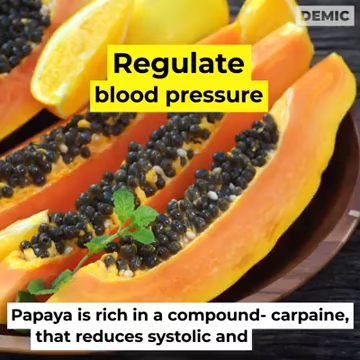 DEMIC
Regulate
blood pressure
Papaya is rich in a compound- carpaine,
that reduces systolic and